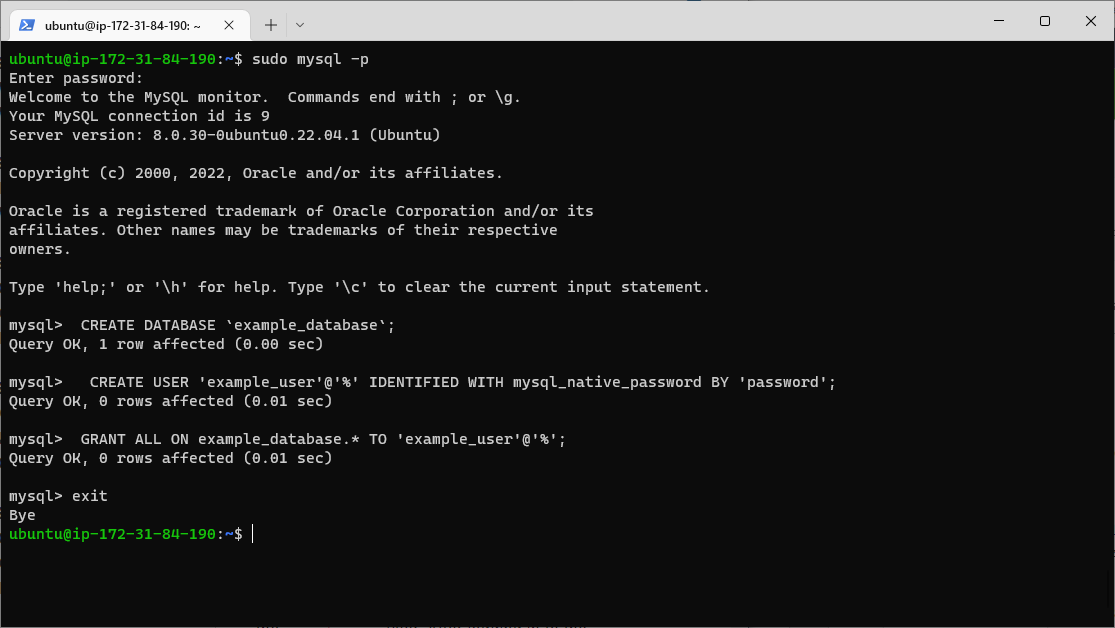 ubuntu@ip-172-31-84-190: ~
ubuntu@ip-172-31-84-190:~$ sudo mysql -p
Enter password:
Welcome to the MySQL monitor.  Commands end with ; or \g.
Your MySQL connection id is 9
Server version: 8.0.30-0ubuntu0.22.04.1 (Ubuntu)
Copyright (c) 2000, 2022, Oracle and/or its affiliates.
Oracle is a registered trademark of Oracle Corporation and/or its
affiliates. Other names may be trademarks of their respective
owners.
Type 'help;' or '\h' for help. Type '\c' to clear the current input statement.
mysql>  CREATE DATABASE `example_database`;
Query OK, 1 row affected (0.00 sec)
mysql>   CREATE USER 'example_user'@'%' IDENTIFIED WITH mysql_native_password BY 'password';
Query OK, 0 rows affected (0.01 sec)
mysql>  GRANT ALL ON example_database.* TO 'example_user'@'%';
Query OK, 0 rows affected (0.01 sec)
mysql> exit
Bye
ubuntu@ip-172-31-84-190:~$